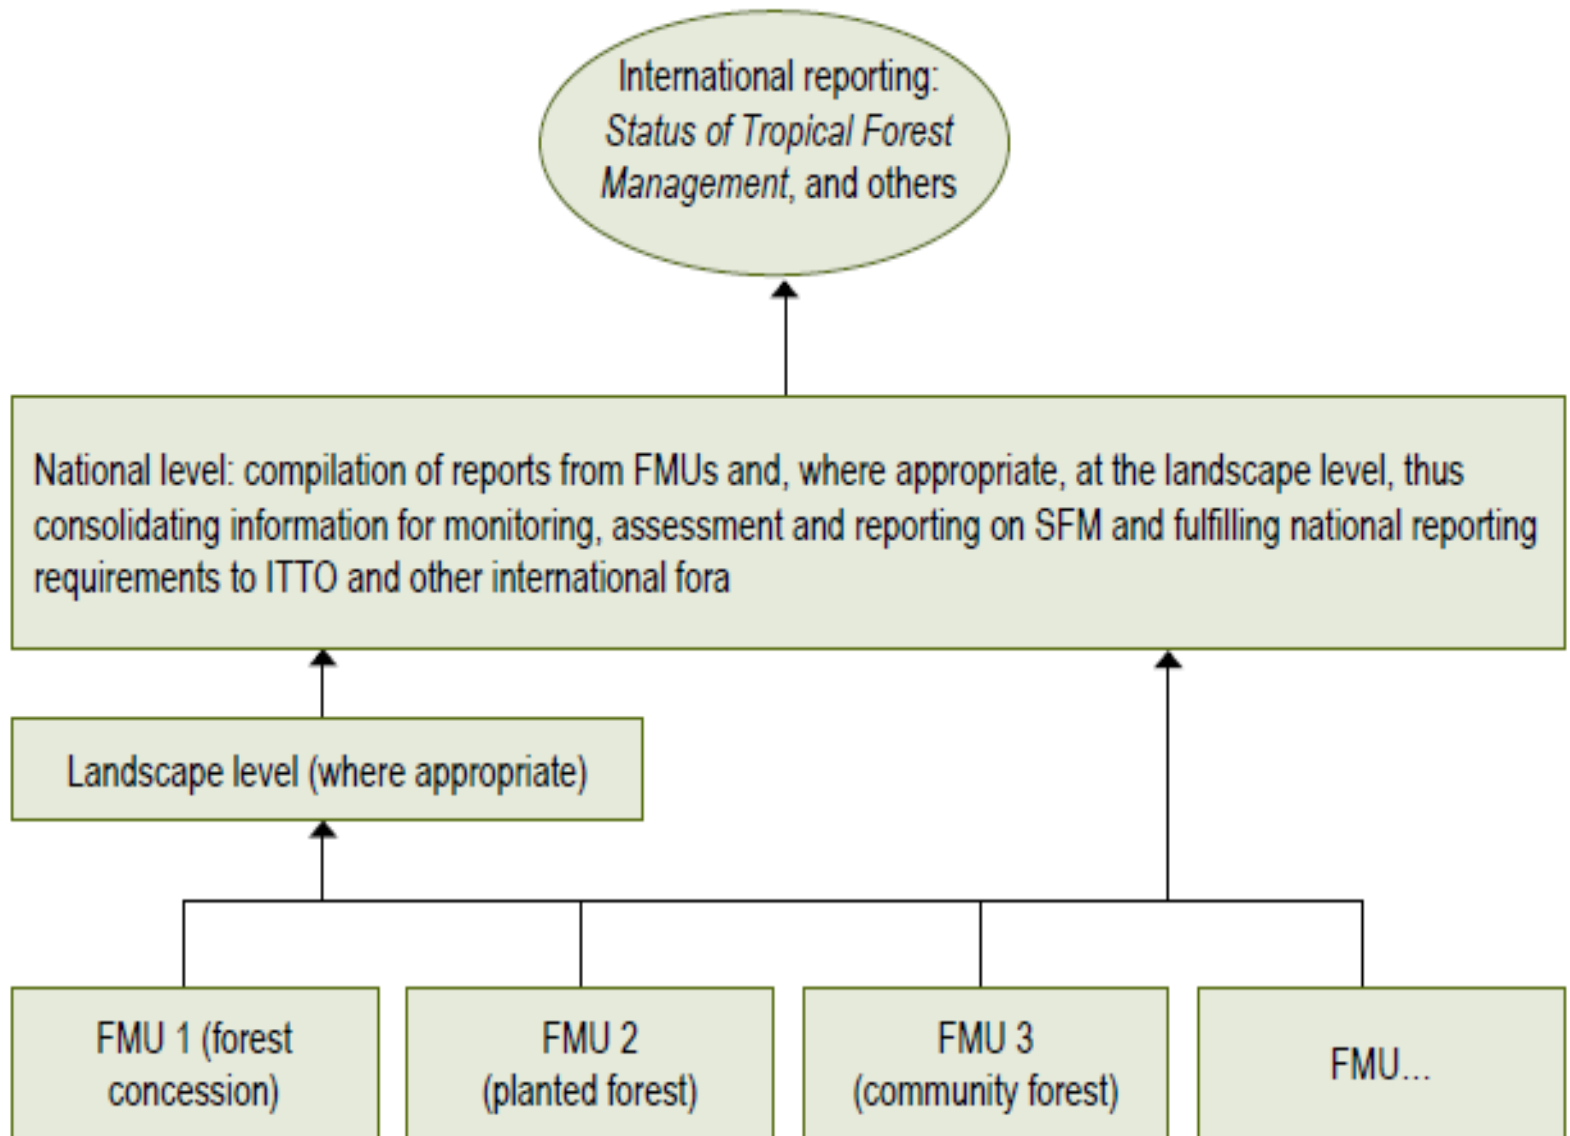 International reporting:
Status of Tropical Forest
Management, and others
National level: compilation of reports from FMUs and, where appropriate, at the landscape level, thus
consolidating information for monitoring, assessment and reporting on SFM and fulfilling national reporting
requirements to ITTO and other international fora
Landscape level (where appropriate)
FMU 1 (forest
concession)
FMU 2
(planted forest)
FMU 3
(community forest)
FMU...